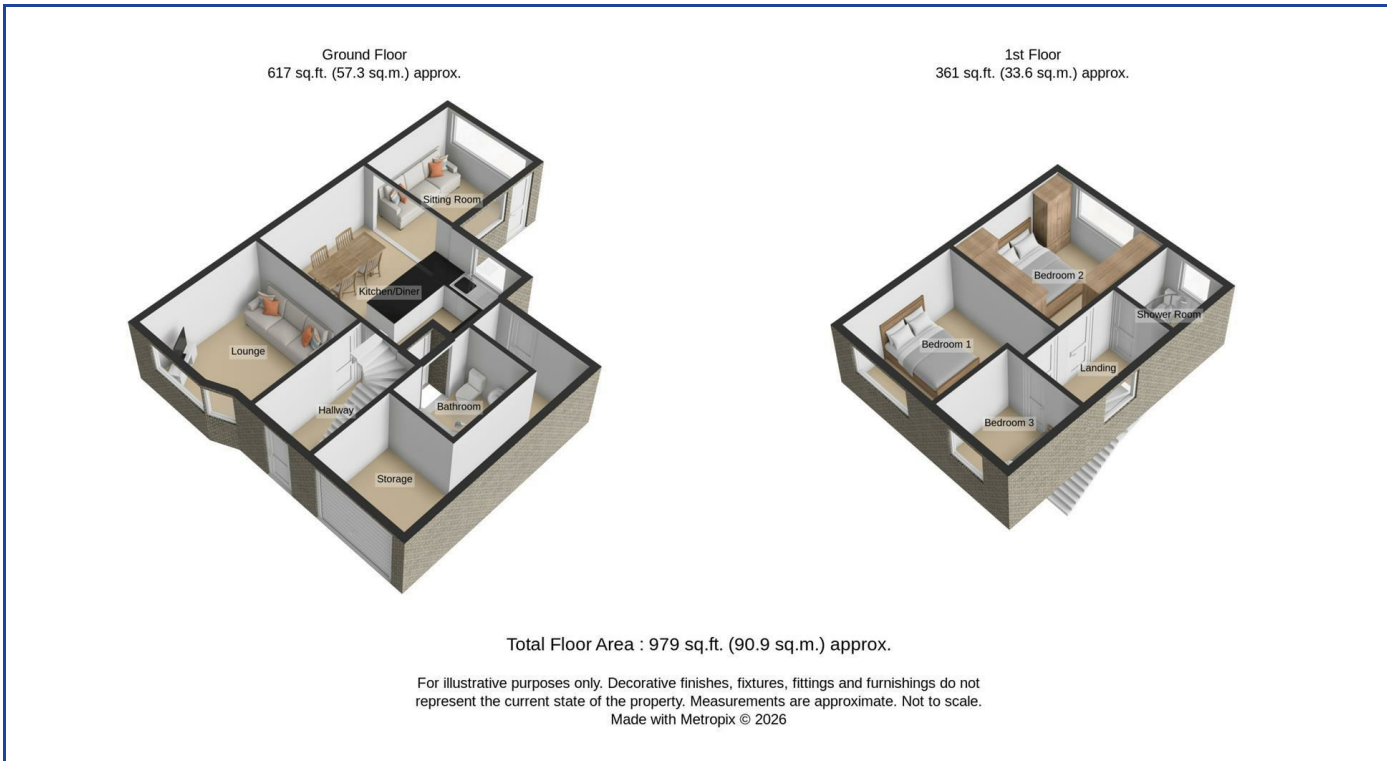 Ground Floor
617 sq.ft. (57.3 sq.m.) approx.
1st Floor
361 sq.ft. (33.6 sq.m.) approx.
Sitting Room
Kitchen/Diner
Lounge
Hallway
Bathroom
Storage
Bedroom 2
Shower Room
Bedroom 1
Landing
Bedroom 3
Total Floor Area : 979 sq.ft. (90.9 sq.m.) approx.
For illustrative purposes only. Decorative finishes, fixtures, fittings and furnishings do not
represent the current state of the property. Measurements are approximate. Not to scale.
Made with Metropix © 2026